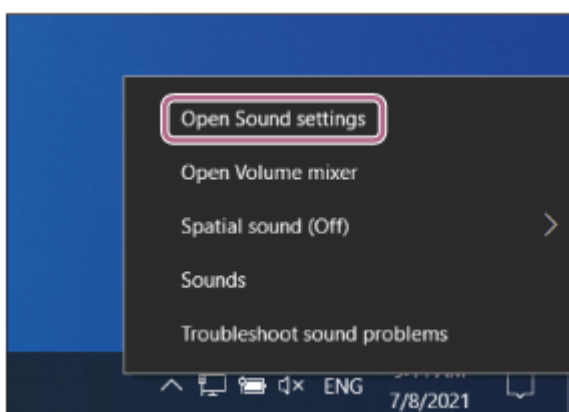 Open Sound settings
Open Volume mixer
Spatial sound (Off)
Sounds
Troubleshoot sound problems
ENG
7/8/2021